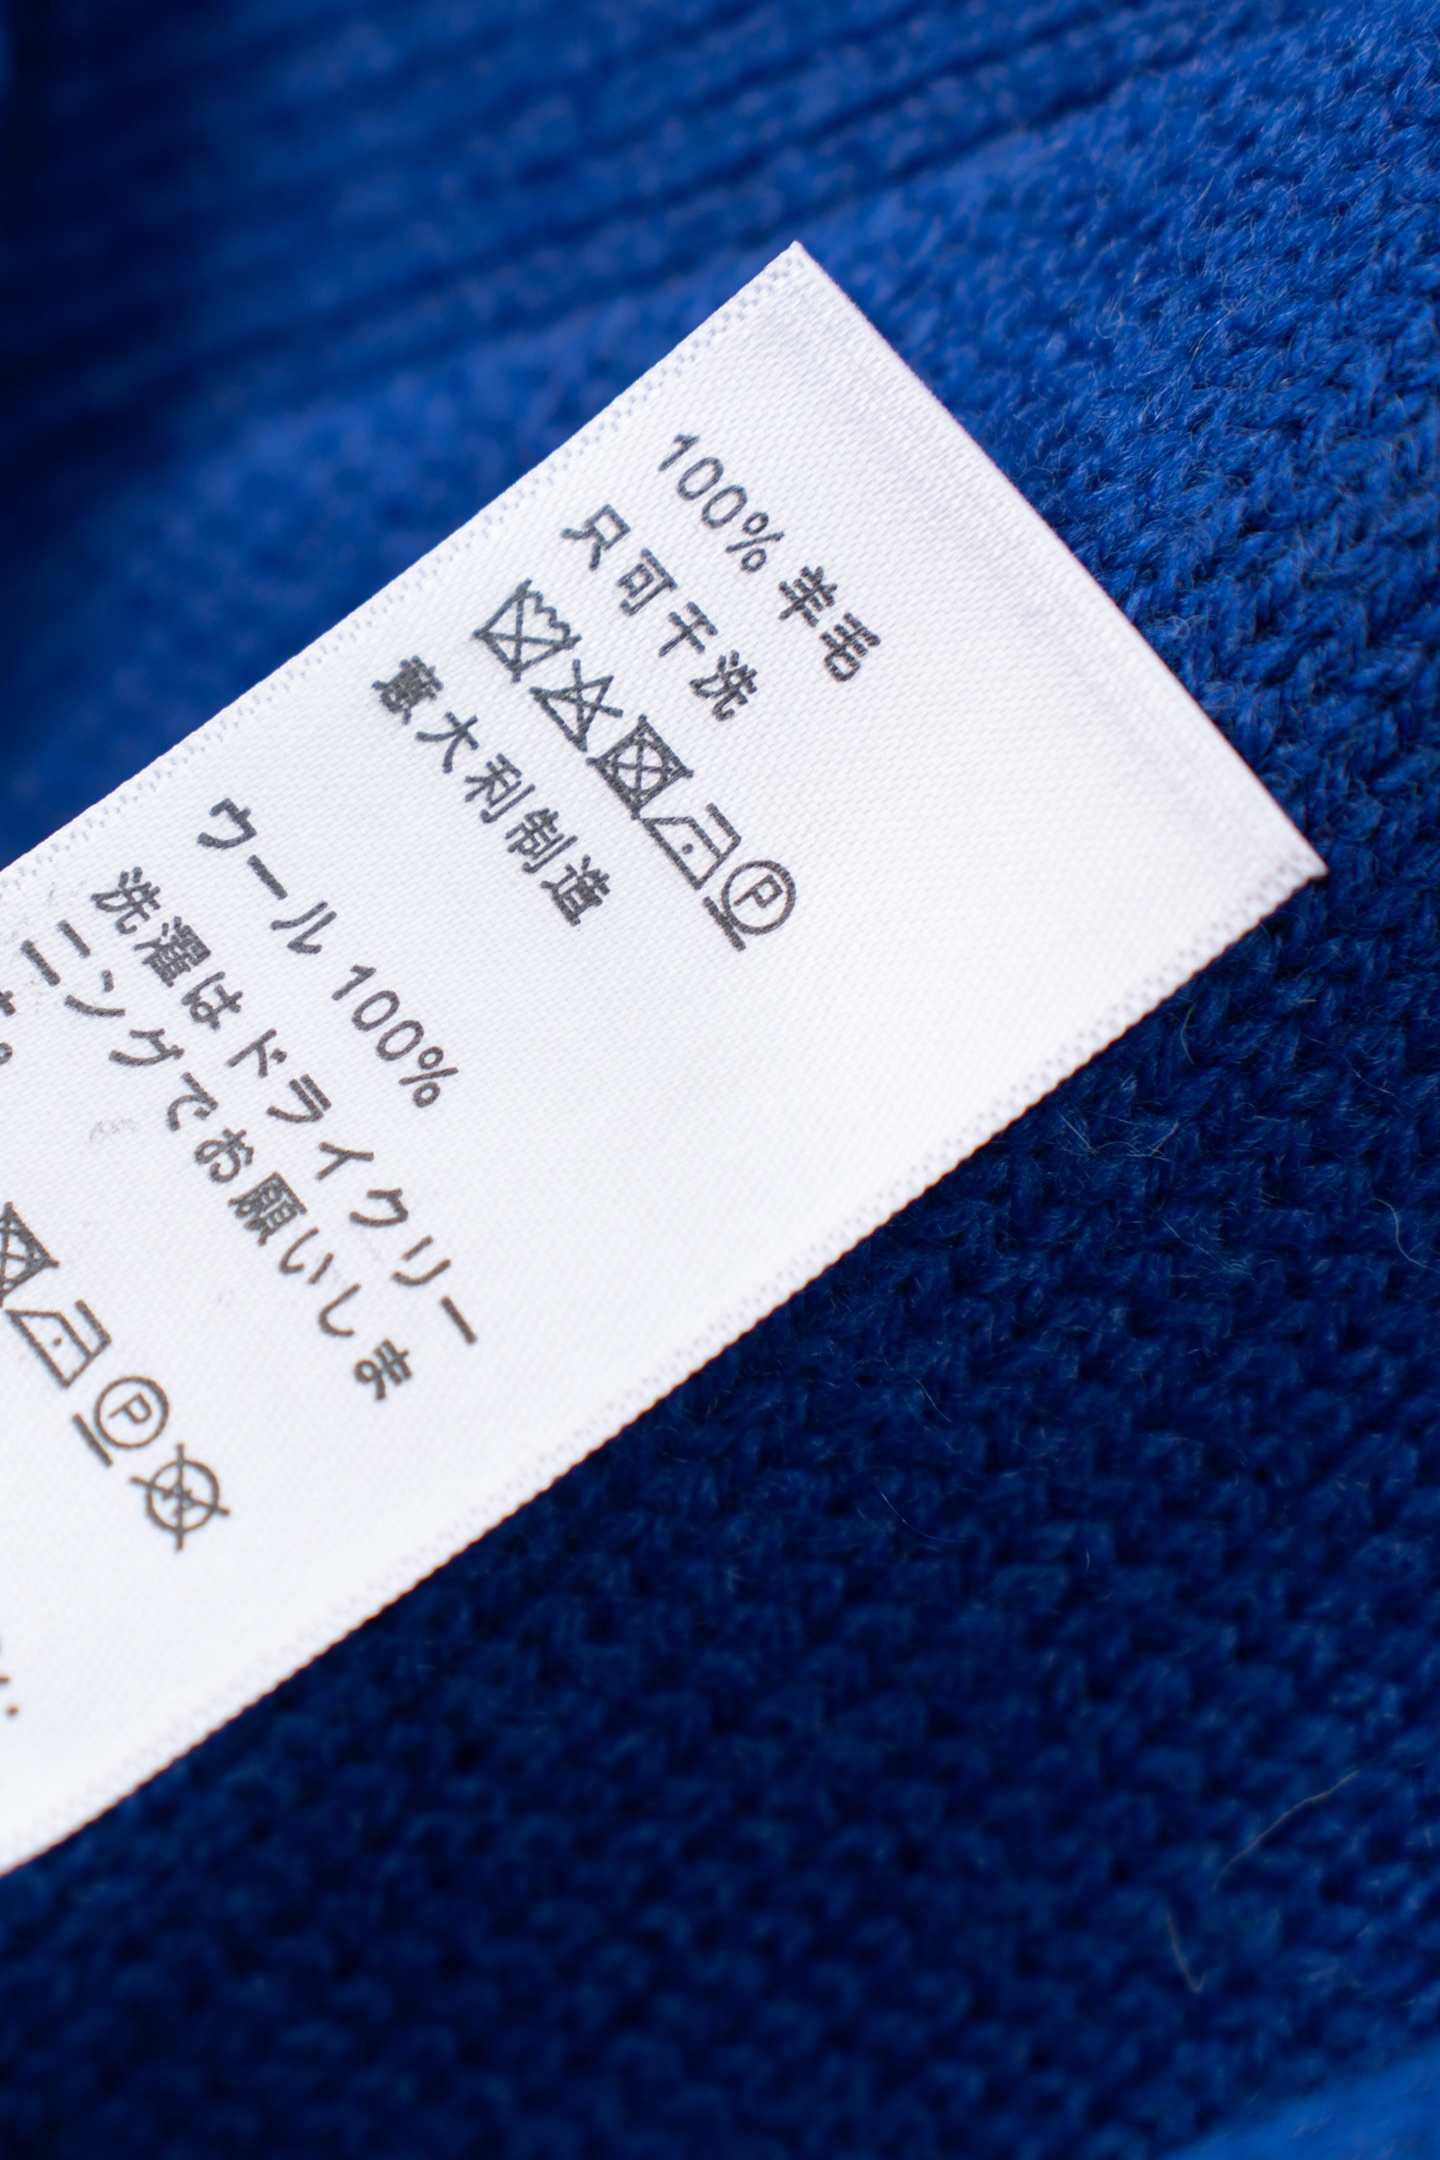 100% 羊毛
只可干洗
P
意大利制造
ウール 100%
洗濯はドライクリー
ニングでお願いしま
す。
P